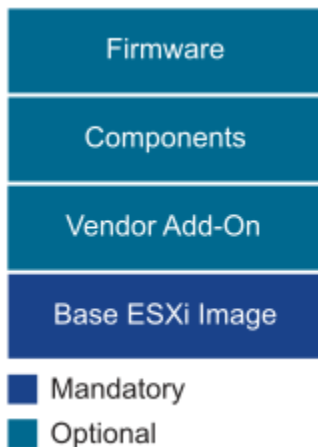 Firmware
Components
Vendor Add-On
Base ESXi Image
Mandatory
Optional